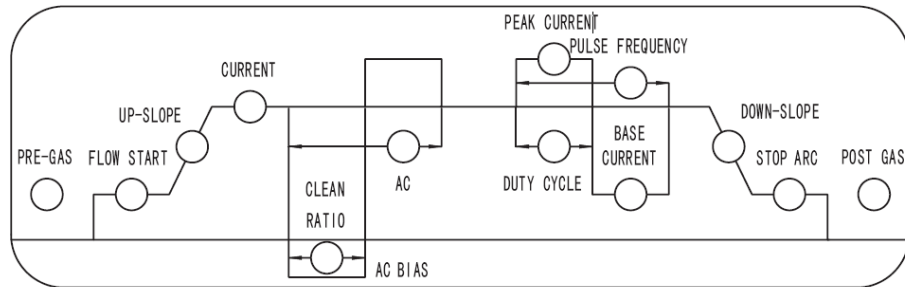 PEAK CURRENT
PULSE FREQUENCY
CURRENT
UP-SLOPE
DOWN-SLOPE
BASE
CURRENT
PRE-GAS
FLOW START
AC
DUTY CYCLE
STOP ARC
POST GAS
CLEAN
RATIO
AC BIAS